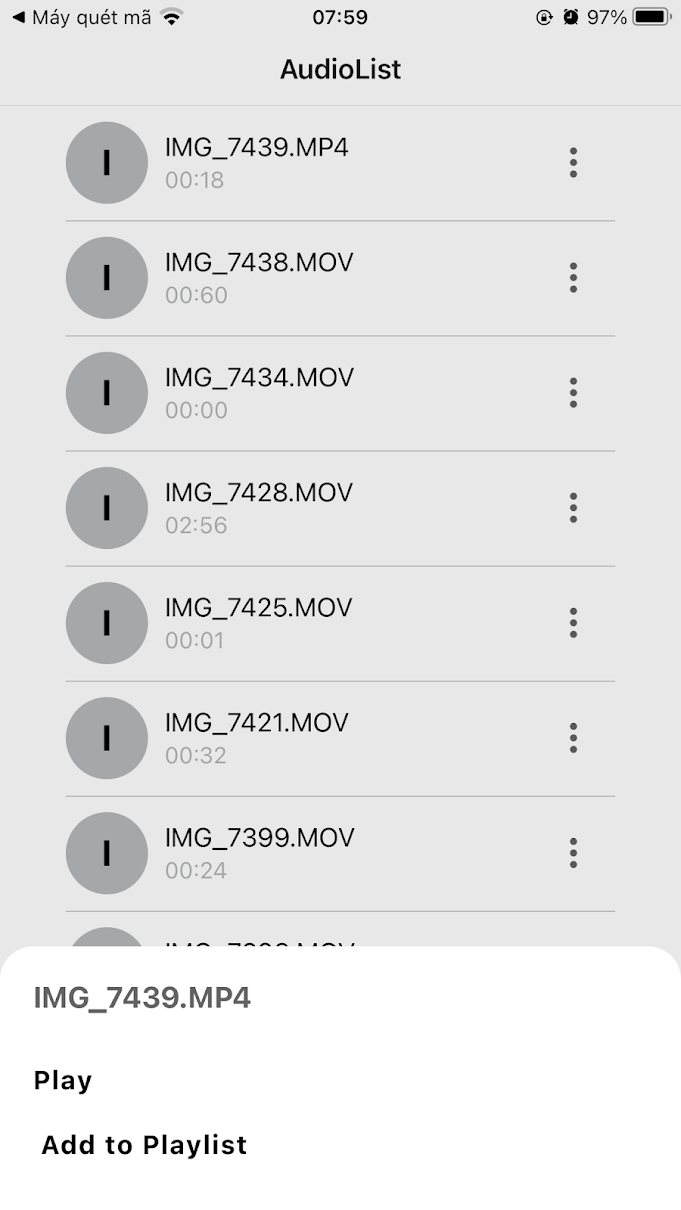 ◀ Máy quét mã 07:59 97%
AudioList
I IMG_7439.MP4
00:18
I IMG_7438.MOV
00:60
I IMG_7434.MOV
00:00
I IMG_7428.MOV
02:56
I IMG_7425.MOV
00:01
I IMG_7421.MOV
00:32
I IMG_7399.MOV
00:24
IMG_7439.MP4
Play
Add to Playlist